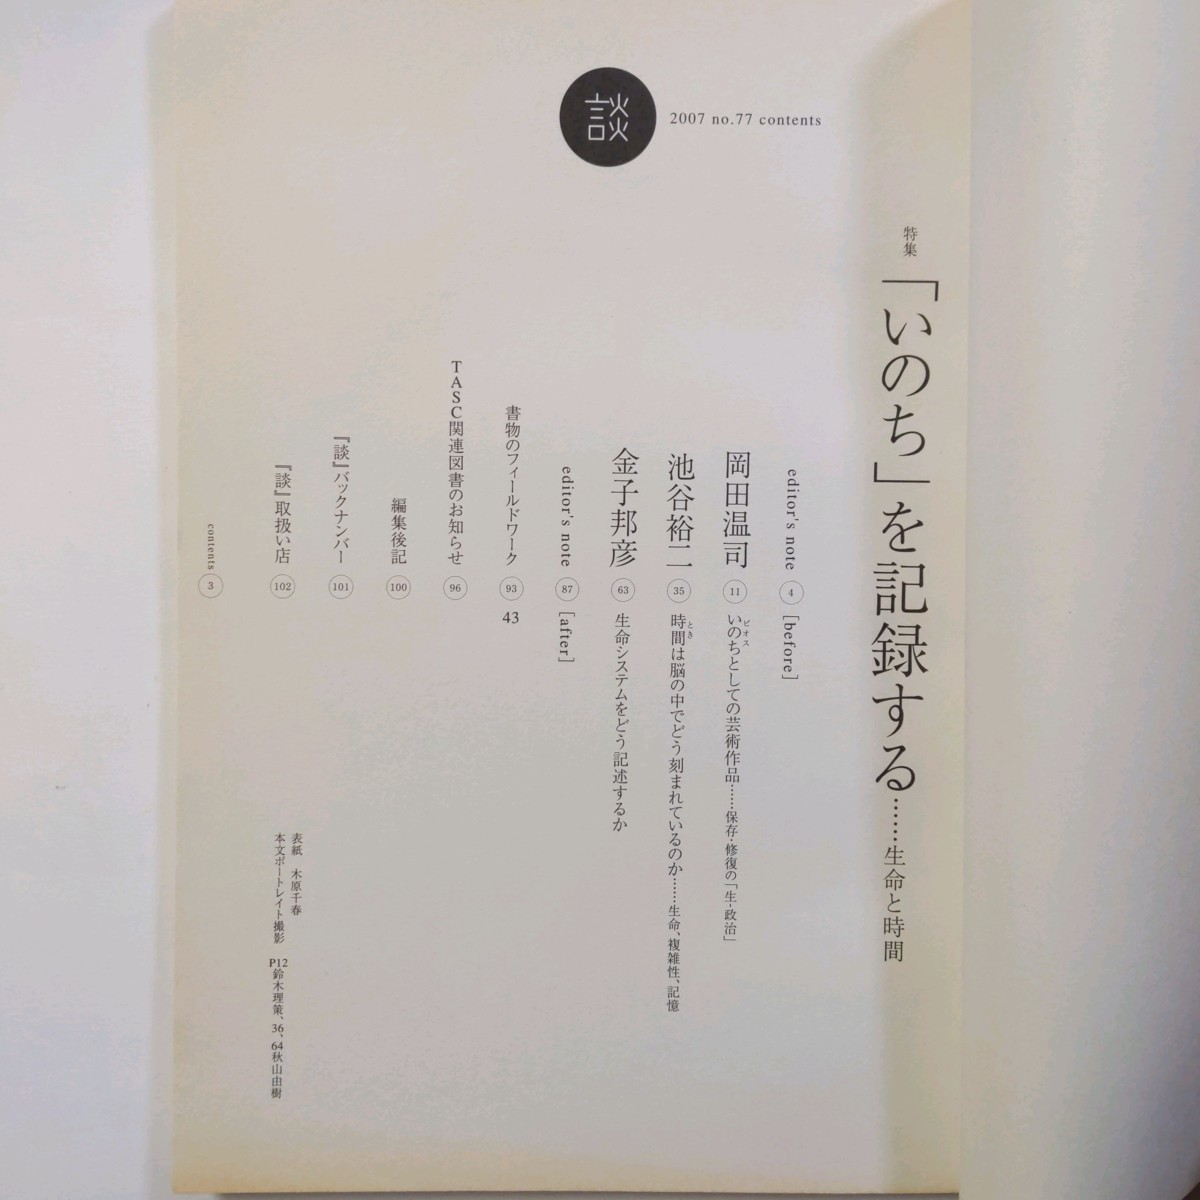 談
2007 no.77 contents
特集
「いのち」を記録する……生命と時間
editor's note 4 [before]
岡田温司 11 いのちとしての芸術作品……保存・修復の「生-政治」
ビオス
池谷裕二 35 時間は脳の中でどう刻まれているのか……生命、複雑性、記憶
とき
金子邦彦 63 生命システムをどう記述するか
editor's note 87 [after]
書物のフィールドワーク 93 43
TASC関連図書のお知らせ 96
編集後記 100
『談』バックナンバー 101
『談』取扱い店 102
表紙 木原千春
本文ポートレイト撮影 P12鈴木理策、36、64秋山由樹
contents 3